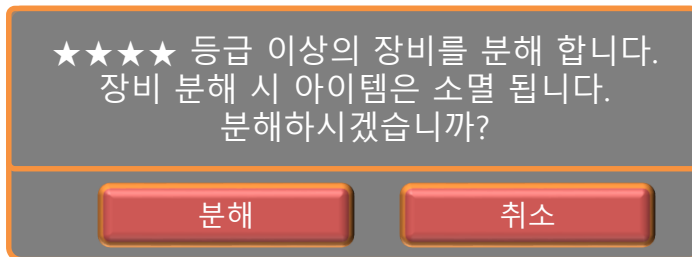 ★★★★ 등급 이상의 장비를 분해 합니다.
장비 분해 시 아이템은 소멸 됩니다.
분해하시겠습니까?
분해
취소